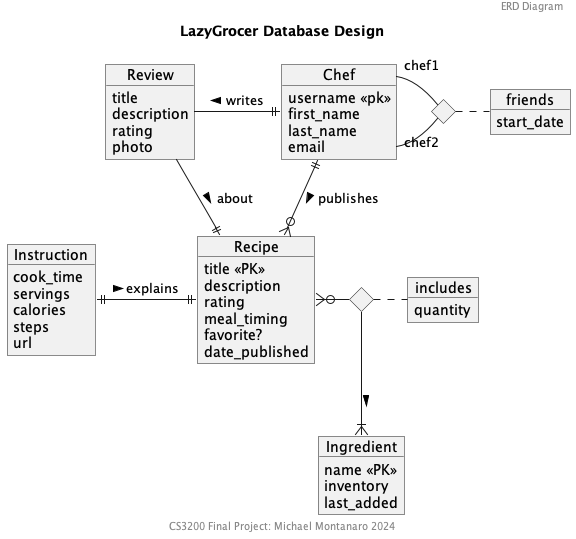 ERD Diagram
LazyGrocer Database Design
Review
title
description
rating
photo
writes
Chef
username «pk»
first_name
last_name
email
chef1
chef2
friends
start_date
about
publishes
Instruction
cook_time
servings
calories
steps
url
explains
Recipe
title «PK»
description
rating
meal_timing
favorite?
date_published
includes
quantity
Ingredient
name «PK»
inventory
last_added
CS3200 Final Project: Michael Montanaro 2024